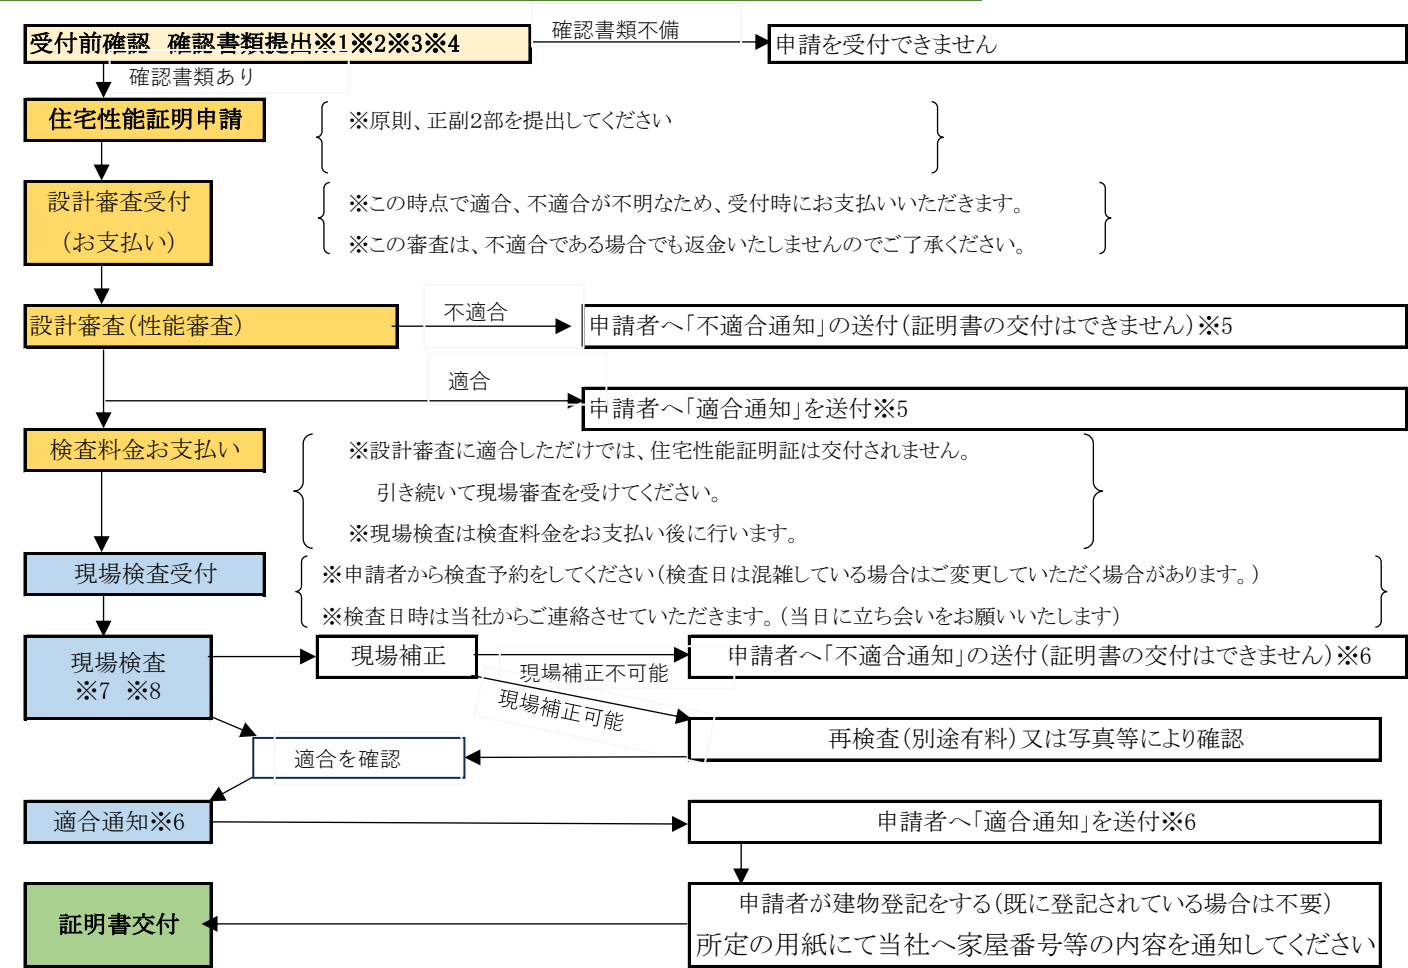 受付前確認　確認書類提出※1※2※3※4
確認書類不備
申請を受付できません
確認書類あり
住宅性能証明申請
※原則、正副2部を提出してください
設計審査受付
（お支払い）
※この時点で適合、不適合が不明なため、受付時にお支払いいただきます。
※この審査は、不適合である場合でも返金いたしませんのでご了承ください。
設計審査（性能審査）
不適合
申請者へ「不適合通知」の送付（証明書の交付はできません）※5
適合
申請者へ「適合通知」を送付※5
検査料金お支払い
※設計審査に適合しただけでは、住宅性能証明証は交付されません。
引き続いて現場審査を受けてください。
※現場検査は検査料金をお支払い後に行います。
現場検査受付
※申請者から検査予約をしてください（検査日は混雑している場合はご変更していただく場合があります。）
※検査日時は当社からご連絡させていただきます。（当日に立ち会いをお願いいたします）
現場検査
※7　※8
現場補正
現場補正不可能
申請者へ「不適合通知」の送付（証明書の交付はできません）※6
現場補正可能
再検査（別途有料）又は写真等により確認
適合を確認
適合通知※6
申請者へ「適合通知」を送付※6
証明書交付
申請者が建物登記をする（既に登記されている場合は不要）
所定の用紙にて当社へ家屋番号等の内容を通知してください